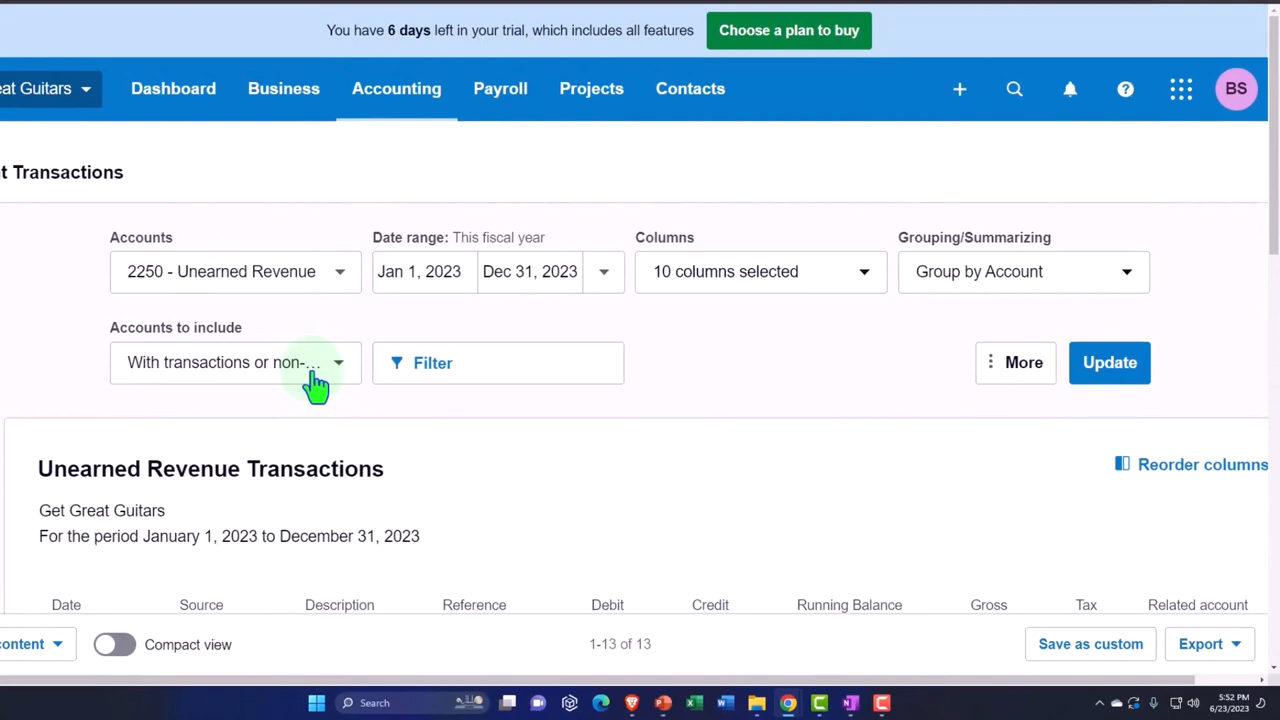 You have 6 days left in your trial, which includes all features
Choose a plan to buy
eat Guitars
Dashboard
Business
Accounting
Payroll
Projects
Contacts
BS
t Transactions
Accounts
Date range: This fiscal year
Columns
Grouping/Summarizing
2250 - Unearned Revenue
Jan 1, 2023
Dec 31, 2023
10 columns selected
Group by Account
Accounts to include
With transactions or non-...
Filter
More
Update
Unearned Revenue Transactions
Reorder columns
Get Great Guitars
For the period January 1, 2023 to December 31, 2023
Date
Source
Description
Reference
Debit
Credit
Running Balance
Gross
Tax
Related account
content
Compact view
1-13 of 13
Save as custom
Export
Search
5:52 PM
6/23/2023